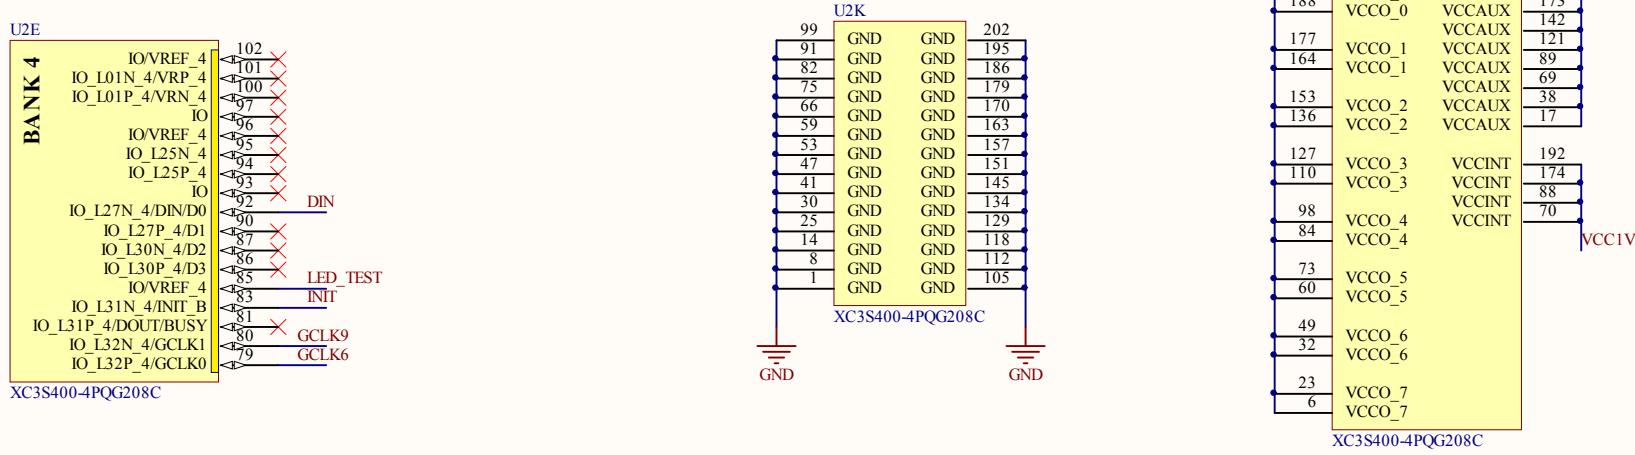 U2E
BANK 4
IO/VREF_4 102
IO_L01N_4/VRP_4 101
IO_L01P_4/VRN_4 100
IO 97
IO/VREF_4 96
IO_L25N_4 95
IO_L25P_4 94
IO 93
IO_L27N_4/DIN/D0 92 DIN
IO_L27P_4/D1 90
IO_L30N_4/D2 87
IO_L30P_4/D3 86
IO/VREF_4 85 LED_TEST
IO_L31N_4/INIT_B 83 INIT
IO_L31P_4/DOUT/BUSY 81
IO_L32N_4/GCLK1 80 GCLK9
IO_L32P_4/GCLK0 79 GCLK6
XC3S400-4PQG208C
U2K
99 GND GND 202
91 GND GND 195
82 GND GND 186
75 GND GND 179
66 GND GND 170
59 GND GND 163
53 GND GND 157
47 GND GND 151
41 GND GND 145
30 GND GND 134
25 GND GND 129
14 GND GND 118
8 GND GND 112
1 GND GND 105
XC3S400-4PQG208C
GND GND
188 VCCO_0 VCCAUX 173
VCCAUX 142
177 VCCO_1 VCCAUX 121
164 VCCO_1 VCCAUX 89
VCCAUX 69
153 VCCO_2 VCCAUX 38
136 VCCO_2 VCCAUX 17
127 VCCO_3 VCCINT 192
110 VCCO_3 VCCINT 174
VCCINT 88
98 VCCO_4 VCCINT 70
84 VCCO_4 VCC1V
73 VCCO_5
60 VCCO_5
49 VCCO_6
32 VCCO_6
23 VCCO_7
6 VCCO_7
XC3S400-4PQG208C